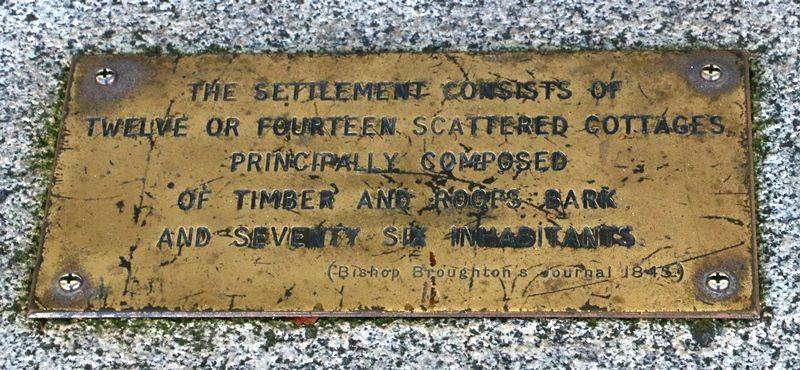 THE SETTLEMENT CONSISTS OF
TWELVE OR FOURTEEN SCATTERED COTTAGES
PRINCIPALLY COMPOSED
OF TIMBER AND ROOFS BARK
AND SEVENTY SIX INHABITANTS
(Bishop Broughton's Journal 1845)